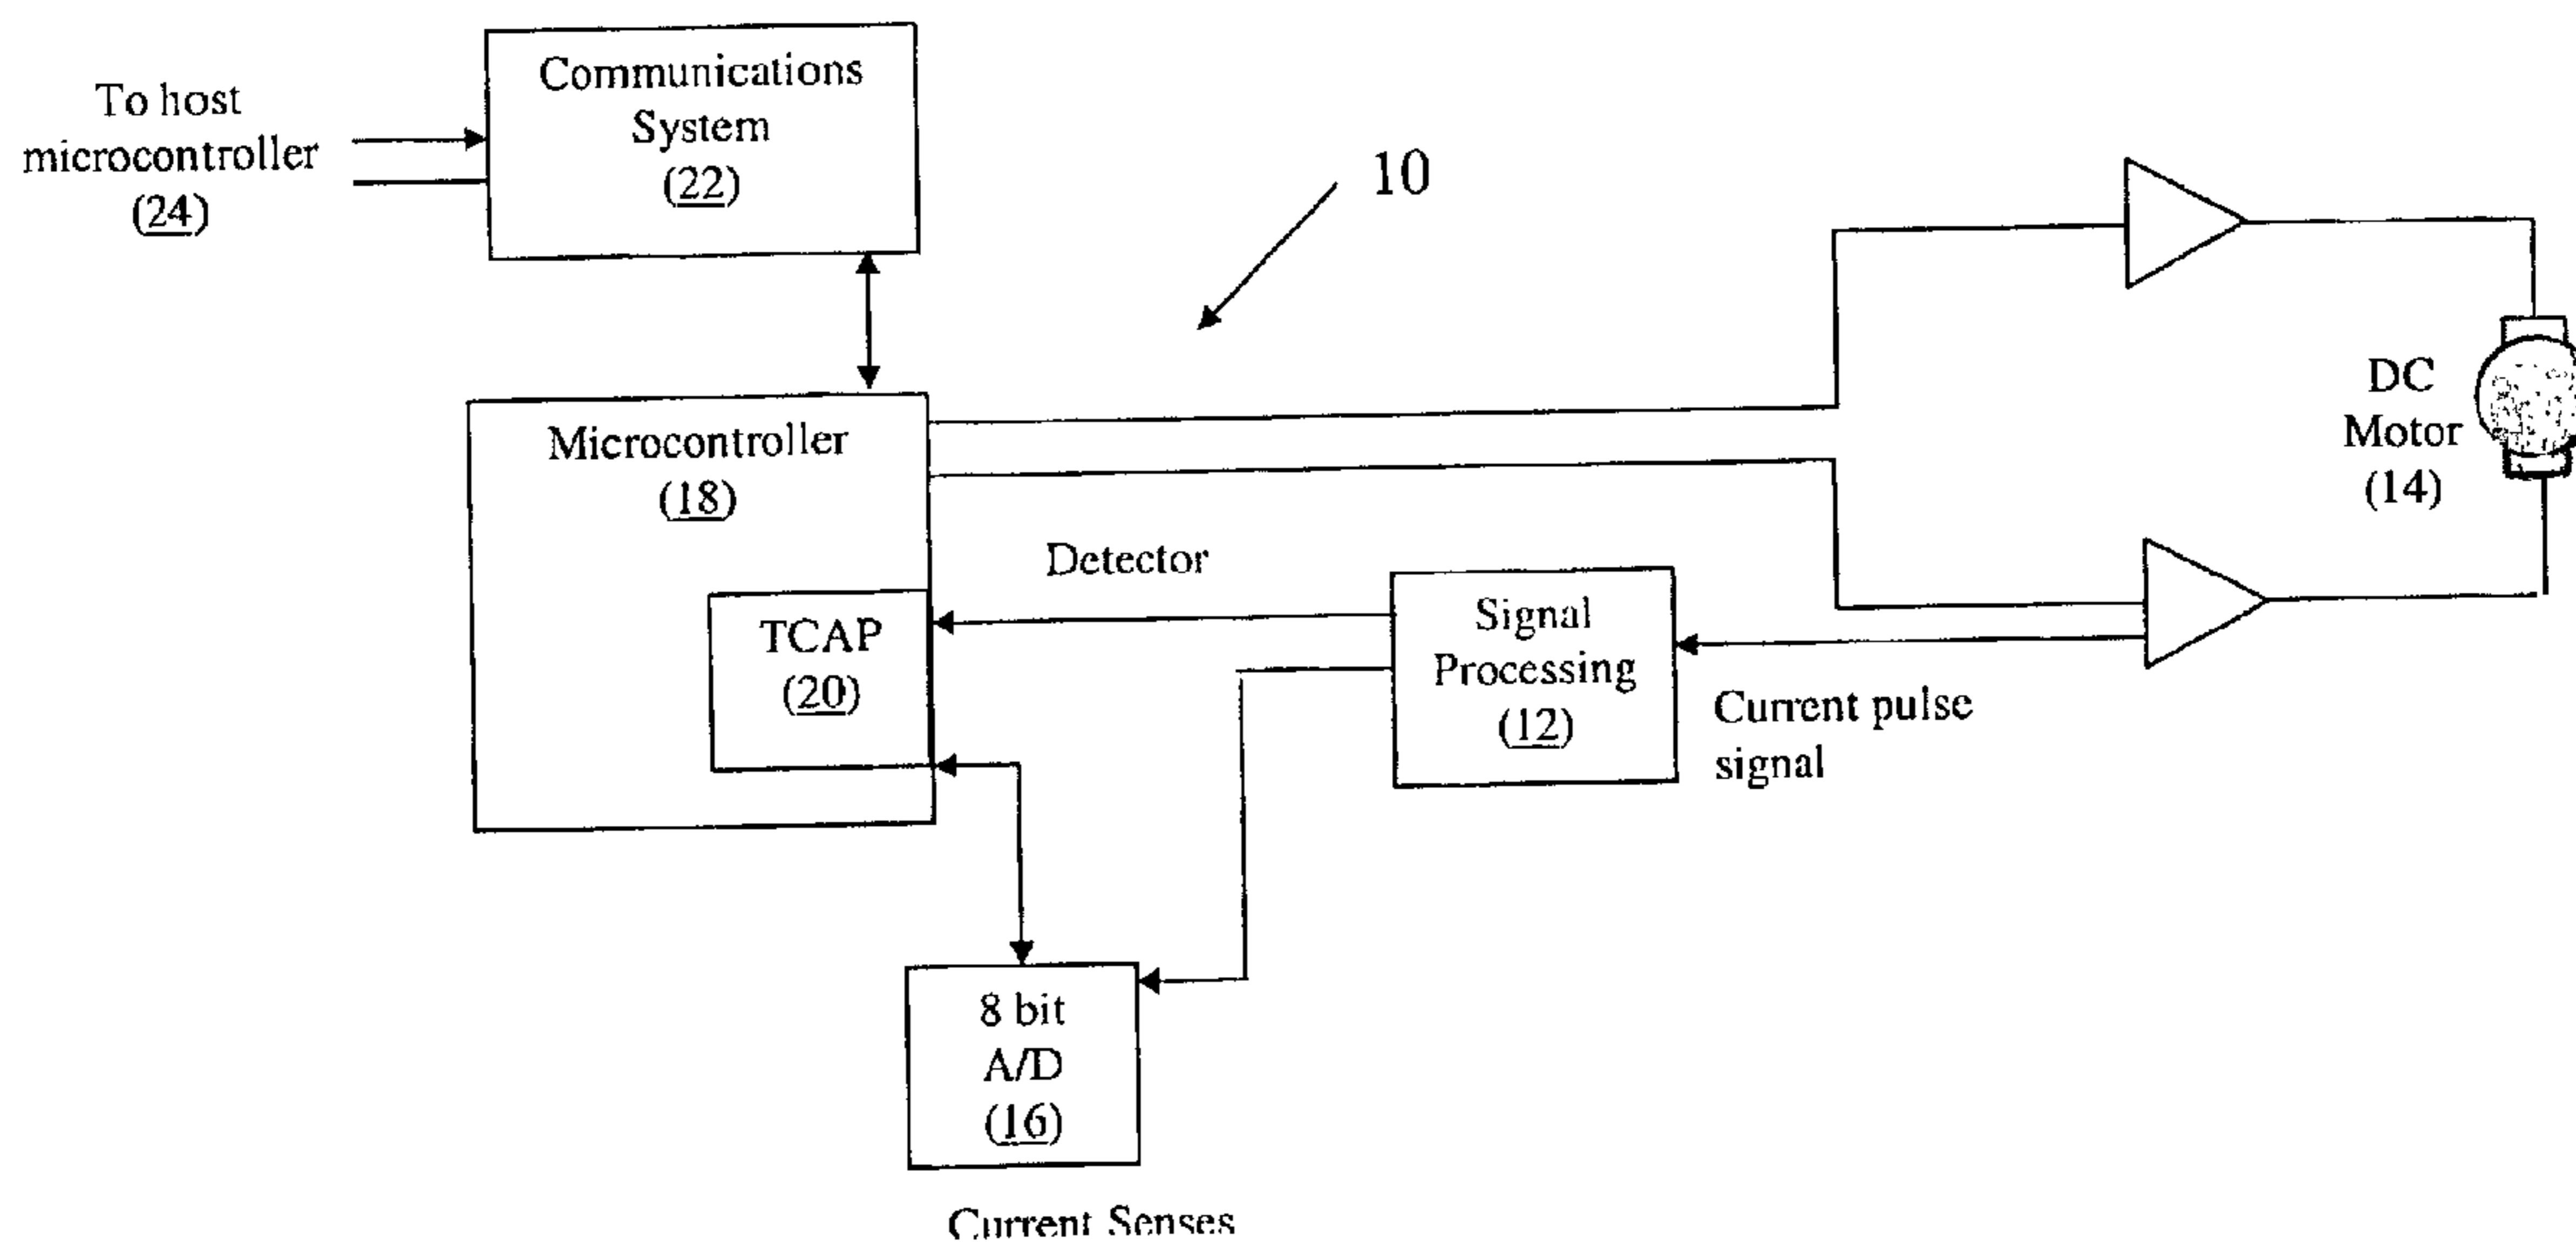 To host
microcontroller
(24)
Communications
System
(22)
10
Microcontroller
(18)
TCAP
(20)
Detector
Signal
Processing
(12)
Current pulse
signal
DC
Motor
(14)
8 bit
A/D
(16)
Current Senses